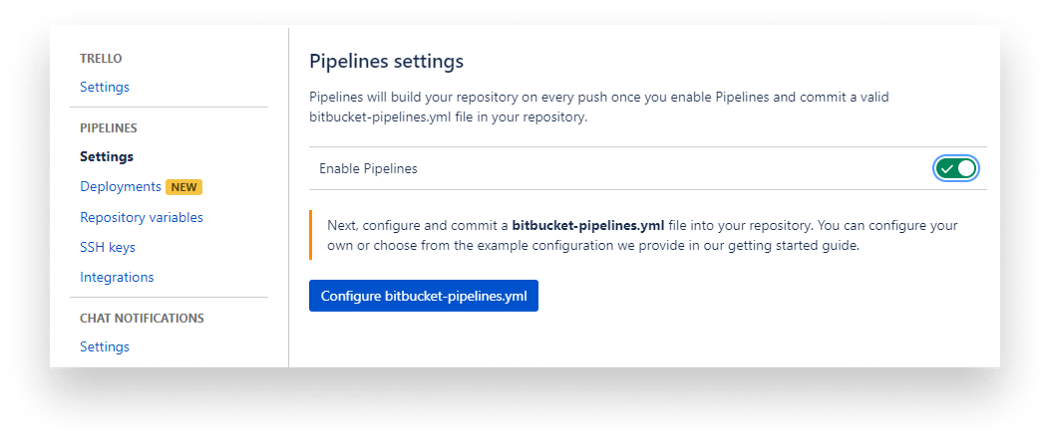 TRELLO
Settings
PIPELINES
Settings
Deployments NEW
Repository variables
SSH keys
Integrations
CHAT NOTIFICATIONS
Settings
Pipelines settings
Pipelines will build your repository on every push once you enable Pipelines and commit a valid
bitbucket-pipelines.yml file in your repository.
Enable Pipelines
Next, configure and commit a bitbucket-pipelines.yml file into your repository. You can configure your
own or choose from the example configuration we provide in our getting started guide.
Configure bitbucket-pipelines.yml